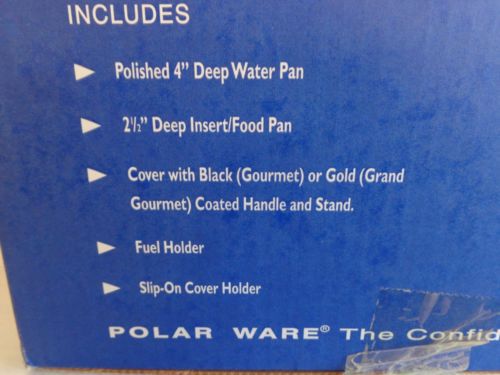 INCLUDES
Polished 4" Deep Water Pan
2½" Deep Insert/Food Pan
Cover with Black (Gourmet) or Gold (Grand
Gourmet) Coated Handle and Stand.
Fuel Holder
Slip-On Cover Holder
POLAR WARE® The Confid